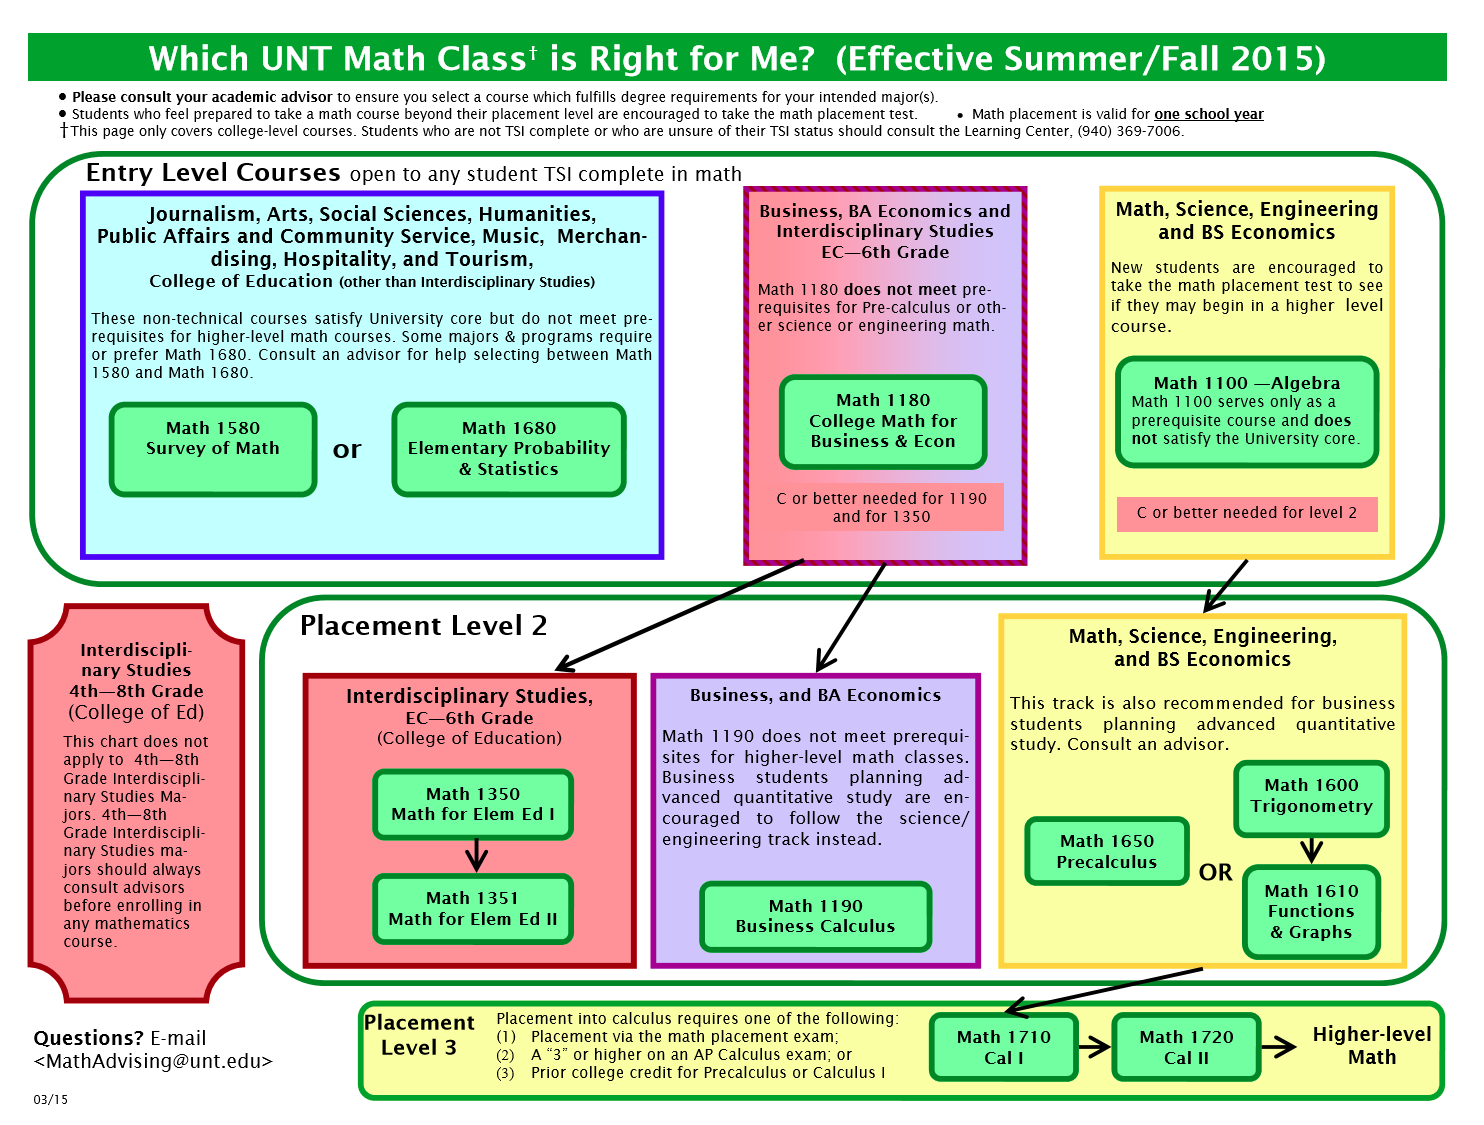 Which UNT Math Class† is Right for Me?  (Effective Summer/Fall 2015)
● Please consult your academic advisor to ensure you select a course which fulfills degree requirements for your intended major(s).
● Students who feel prepared to take a math course beyond their placement level are encouraged to take the math placement test.
• Math placement is valid for one school year
†This page only covers college-level courses. Students who are not TSI complete or who are unsure of their TSI status should consult the Learning Center, (940) 369-7006.
Entry Level Courses open to any student TSI complete in math
Journalism, Arts, Social Sciences, Humanities,
Public Affairs and Community Service, Music,  Merchan-
dising, Hospitality, and Tourism,
College of Education (other than Interdisciplinary Studies)
These non-technical courses satisfy University core but do not meet pre-
requisites for higher-level math courses. Some majors & programs require
or prefer Math 1680. Consult an advisor for help selecting between Math
1580 and Math 1680.
Math 1580
Survey of Math
or
Math 1680
Elementary Probability
& Statistics
Business, BA Economics and
Interdisciplinary Studies
EC—6th Grade
Math 1180 does not meet pre-
requisites for Pre-calculus or oth-
er science or engineering math.
Math 1180
College Math for
Business & Econ
C or better needed for 1190
and for 1350
Math, Science, Engineering
and BS Economics
New students are encouraged to
take the math placement test to see
if they may begin in a higher  level
course.
Math 1100 —Algebra
Math 1100 serves only as a
prerequisite course and does
not satisfy the University core.
C or better needed for level 2
Interdiscipli-
nary Studies
4th—8th Grade
(College of Ed)
This chart does not
apply to  4th—8th
Grade Interdiscipli-
nary Studies Ma-
jors. 4th—8th
Grade Interdiscipli-
nary Studies ma-
jors should always
consult advisors
before enrolling in
any mathematics
course.
Placement Level 2
Interdisciplinary Studies,
EC—6th Grade
(College of Education)
Math 1350
Math for Elem Ed I
Math 1351
Math for Elem Ed II
Business, and BA Economics
Math 1190 does not meet prerequi-
sites for higher-level math classes.
Business students planning ad-
vanced quantitative study are en-
couraged to follow the science/
engineering track instead.
Math 1190
Business Calculus
Math, Science, Engineering,
and BS Economics
This track is also recommended for business
students planning advanced quantitative
study. Consult an advisor.
Math 1650
Precalculus
OR
Math 1600
Trigonometry
Math 1610
Functions
& Graphs
Questions? E-mail
<MathAdvising@unt.edu>
03/15
Placement
Level 3
Placement into calculus requires one of the following:
(1) Placement via the math placement exam;
(2) A “3” or higher on an AP Calculus exam; or
(3) Prior college credit for Precalculus or Calculus I
Math 1710
Cal I
Math 1720
Cal II
Higher-level
Math